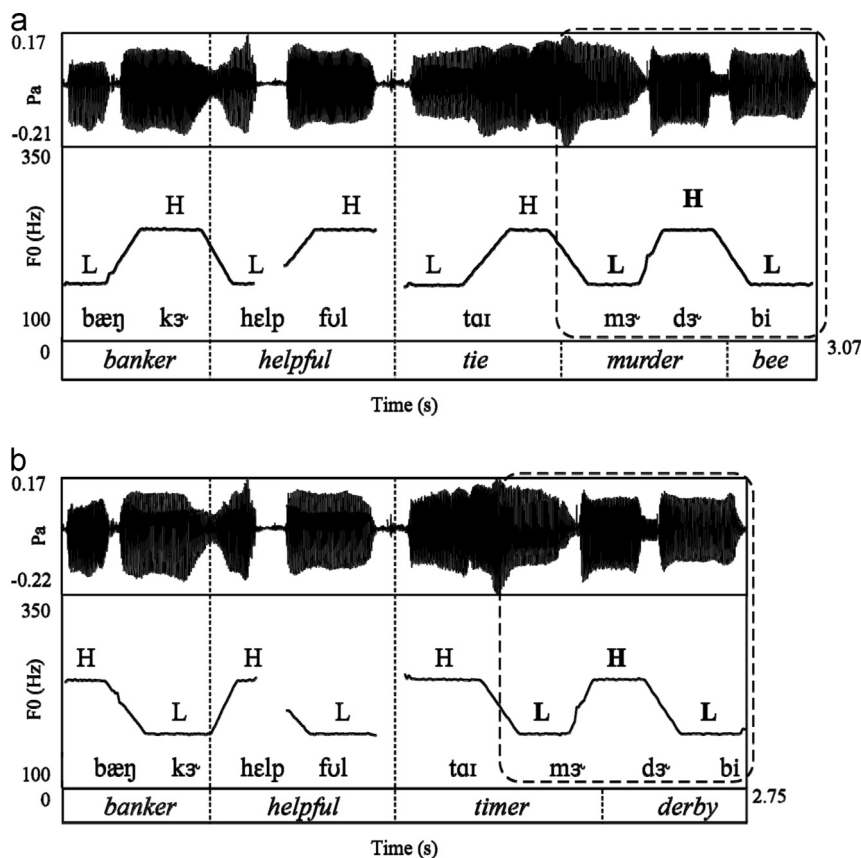 a
0.17
Pa
-0.21
350
F0 (Hz)
L H L H L H L H L
100
bæŋ kɝ hɛlp fʊl tɑɪ mɝ dɝ bi
0
banker helpful tie murder bee
3.07
Time (s)
b
0.17
Pa
-0.22
350
F0 (Hz)
H L H L H L H L
100
bæŋ kɝ hɛlp fʊl tɑɪ mɝ dɝ bi
0
banker helpful timer derby
2.75
Time (s)